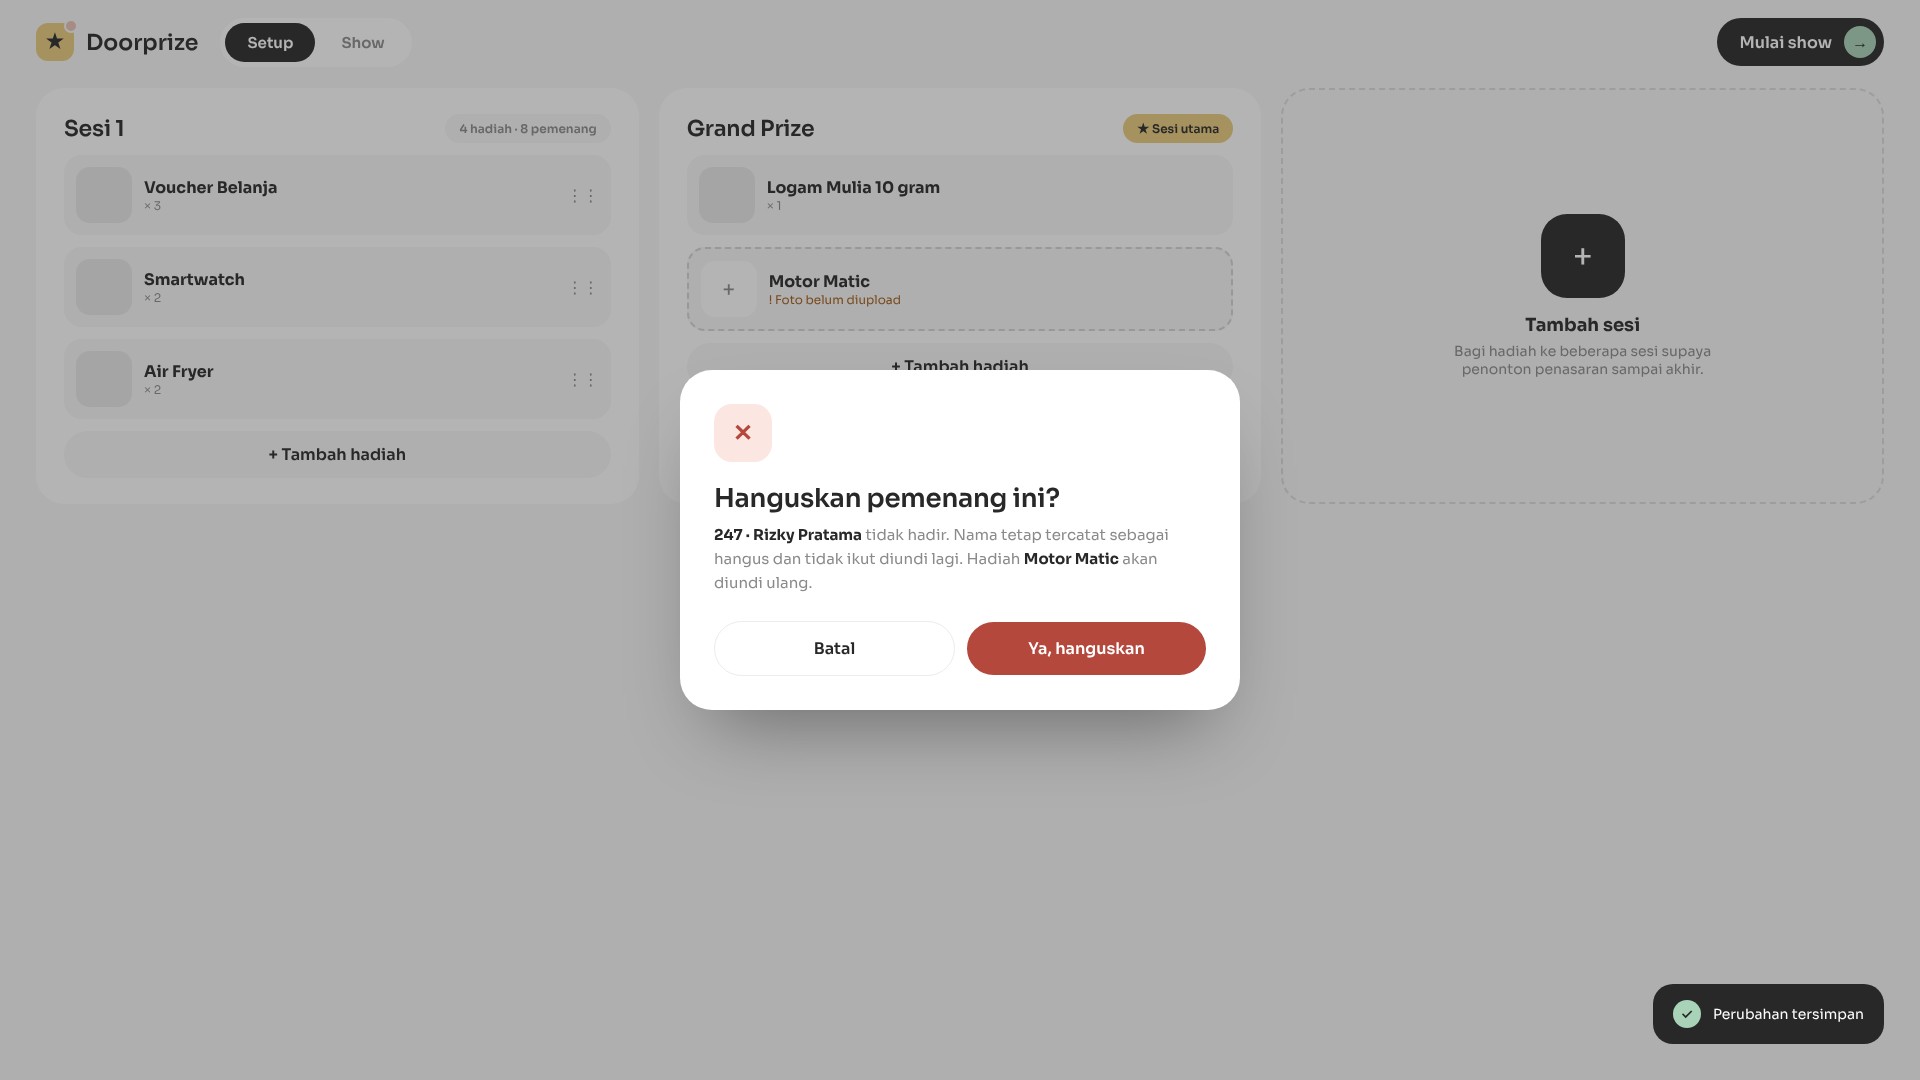 ★ Doorprize
Setup
Show
Mulai show →
Sesi 1
4 hadiah · 8 pemenang
Voucher Belanja
× 3
Smartwatch
× 2
Air Fryer
× 2
+ Tambah hadiah
Grand Prize
★ Sesi utama
Logam Mulia 10 gram
× 1
+
Motor Matic
! Foto belum diupload
+ Tambah hadiah
+
Tambah sesi
Bagi hadiah ke beberapa sesi supaya
penonton penasaran sampai akhir.
✕
Hanguskan pemenang ini?
247 · Rizky Pratama tidak hadir. Nama tetap tercatat sebagai
hangus dan tidak ikut diundi lagi. Hadiah Motor Matic akan
diundi ulang.
Batal
Ya, hanguskan
✓ Perubahan tersimpan